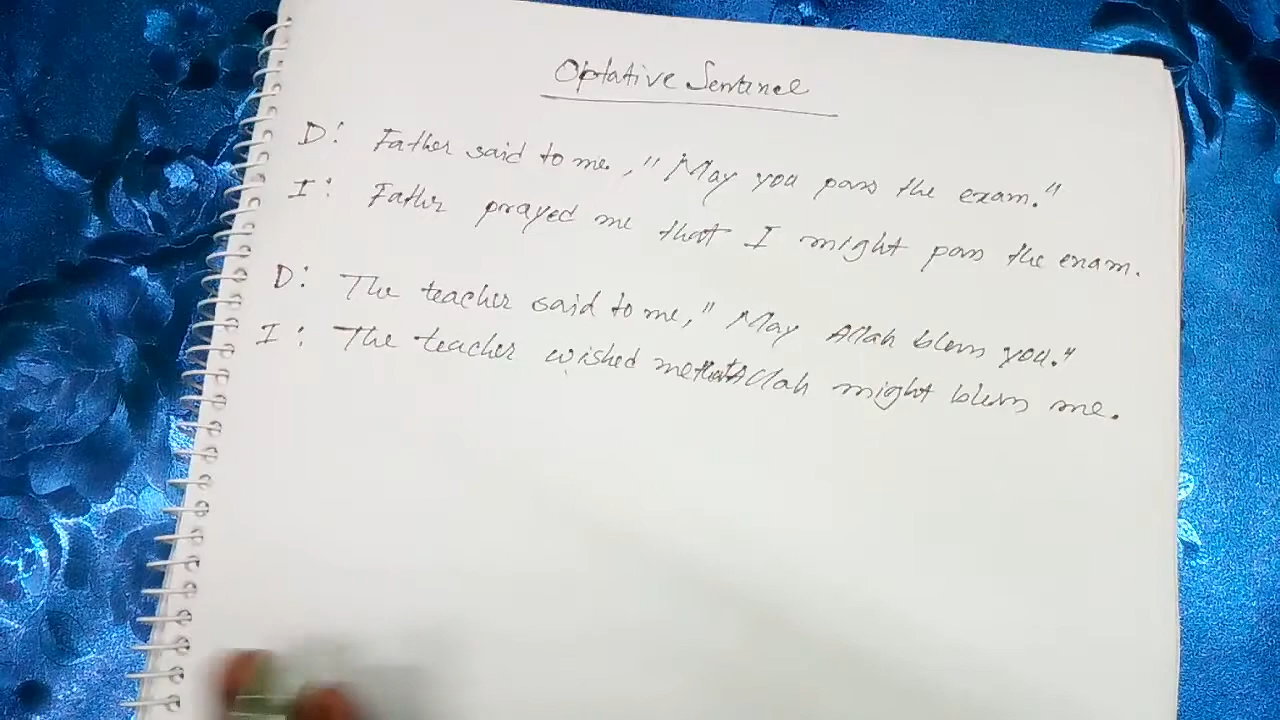 Optative Sentence
D: Father said to me, "May you pass the exam."
I: Father prayed me that I might pass the exam.
D: The teacher said to me, "May Allah bless you."
I: The teacher wished me that Allah might bless me.